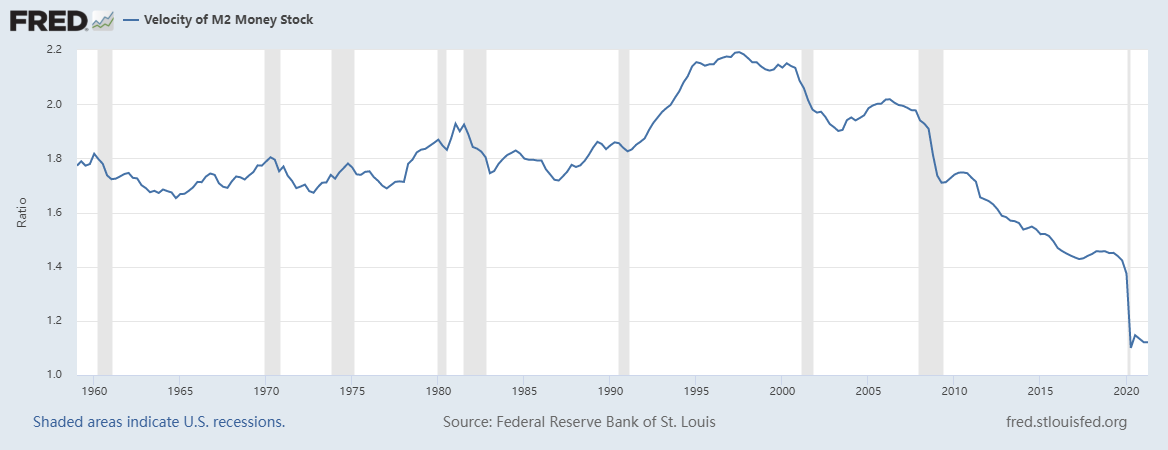 FRED
Velocity of M2 Money Stock
2.2
2.0
1.8
1.6
1.4
1.2
1.0
Ratio
1960 1965 1970 1975 1980 1985 1990 1995 2000 2005 2010 2015 2020
Shaded areas indicate U.S. recessions. Source: Federal Reserve Bank of St. Louis fred.stlouisfed.org